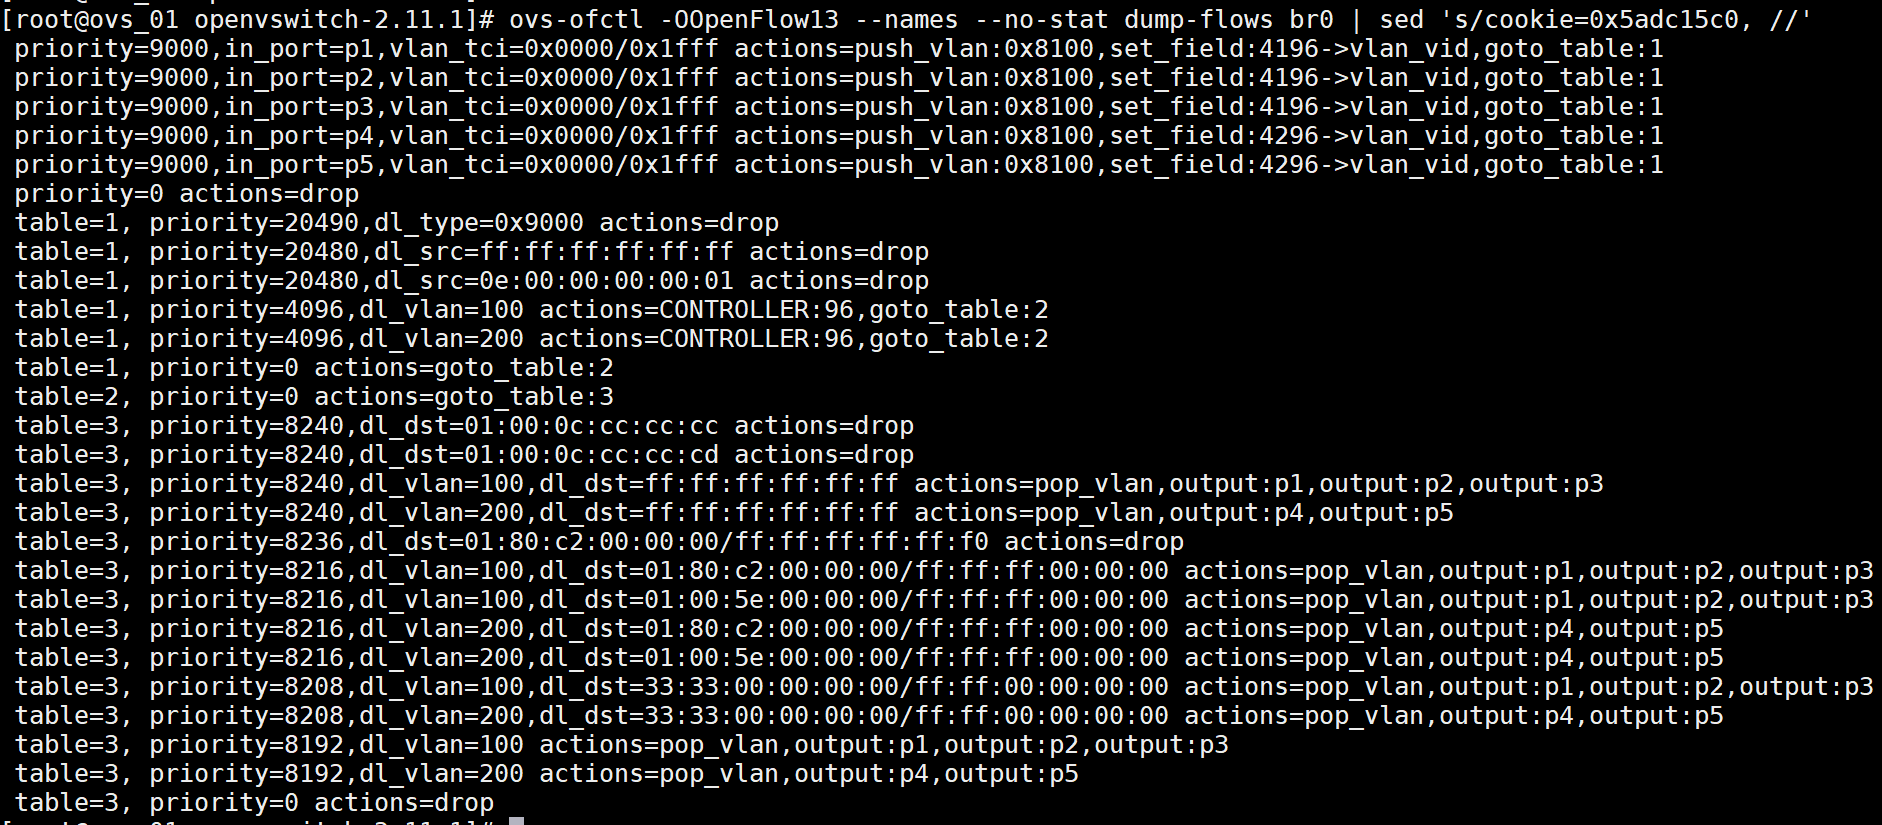 [root@ovs_01 openvswitch-2.11.1]# ovs-ofctl -OOpenFlow13 --names --no-stat dump-flows br0 | sed 's/cookie=0x5adc15c0, //'
priority=9000,in_port=p1,vlan_tci=0x0000/0x1fff actions=push_vlan:0x8100,set_field:4196->vlan_vid,goto_table:1
priority=9000,in_port=p2,vlan_tci=0x0000/0x1fff actions=push_vlan:0x8100,set_field:4196->vlan_vid,goto_table:1
priority=9000,in_port=p3,vlan_tci=0x0000/0x1fff actions=push_vlan:0x8100,set_field:4196->vlan_vid,goto_table:1
priority=9000,in_port=p4,vlan_tci=0x0000/0x1fff actions=push_vlan:0x8100,set_field:4296->vlan_vid,goto_table:1
priority=9000,in_port=p5,vlan_tci=0x0000/0x1fff actions=push_vlan:0x8100,set_field:4296->vlan_vid,goto_table:1
priority=0 actions=drop
table=1, priority=20490,dl_type=0x9000 actions=drop
table=1, priority=20480,dl_src=ff:ff:ff:ff:ff:ff actions=drop
table=1, priority=20480,dl_src=0e:00:00:00:00:01 actions=drop
table=1, priority=4096,dl_vlan=100 actions=CONTROLLER:96,goto_table:2
table=1, priority=4096,dl_vlan=200 actions=CONTROLLER:96,goto_table:2
table=1, priority=0 actions=goto_table:2
table=2, priority=0 actions=goto_table:3
table=3, priority=8240,dl_dst=01:00:0c:cc:cc:cc actions=drop
table=3, priority=8240,dl_dst=01:00:0c:cc:cc:cd actions=drop
table=3, priority=8240,dl_vlan=100,dl_dst=ff:ff:ff:ff:ff:ff actions=pop_vlan,output:p1,output:p2,output:p3
table=3, priority=8240,dl_vlan=200,dl_dst=ff:ff:ff:ff:ff:ff actions=pop_vlan,output:p4,output:p5
table=3, priority=8236,dl_dst=01:80:c2:00:00:00/ff:ff:ff:ff:ff:f0 actions=drop
table=3, priority=8216,dl_vlan=100,dl_dst=01:80:c2:00:00:00/ff:ff:ff:00:00:00 actions=pop_vlan,output:p1,output:p2,output:p3
table=3, priority=8216,dl_vlan=100,dl_dst=01:00:5e:00:00:00/ff:ff:ff:00:00:00 actions=pop_vlan,output:p1,output:p2,output:p3
table=3, priority=8216,dl_vlan=200,dl_dst=01:80:c2:00:00:00/ff:ff:ff:00:00:00 actions=pop_vlan,output:p4,output:p5
table=3, priority=8216,dl_vlan=200,dl_dst=01:00:5e:00:00:00/ff:ff:ff:00:00:00 actions=pop_vlan,output:p4,output:p5
table=3, priority=8208,dl_vlan=100,dl_dst=33:33:00:00:00:00/ff:ff:00:00:00:00 actions=pop_vlan,output:p1,output:p2,output:p3
table=3, priority=8208,dl_vlan=200,dl_dst=33:33:00:00:00:00/ff:ff:00:00:00:00 actions=pop_vlan,output:p4,output:p5
table=3, priority=8192,dl_vlan=100 actions=pop_vlan,output:p1,output:p2,output:p3
table=3, priority=8192,dl_vlan=200 actions=pop_vlan,output:p4,output:p5
table=3, priority=0 actions=drop